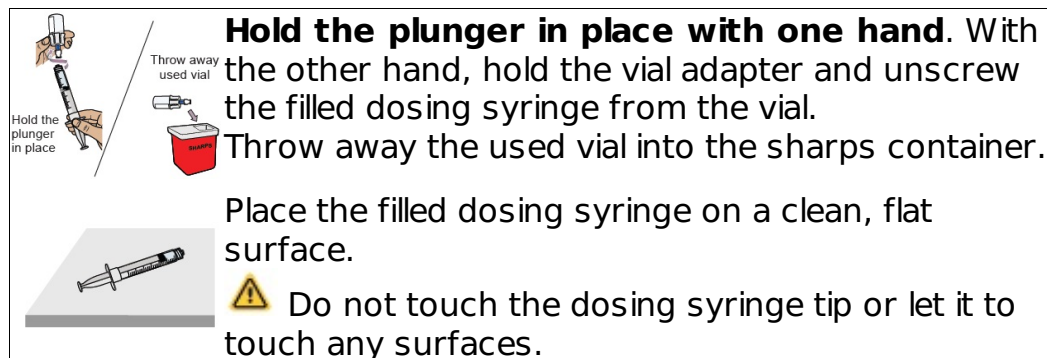 Hold the plunger in place with one hand. With
the other hand, hold the vial adapter and unscrew
the filled dosing syringe from the vial.
Throw away the used vial into the sharps container.
Throw away
used vial
Hold the
plunger
in place
SHARPS
Place the filled dosing syringe on a clean, flat
surface.
Do not touch the dosing syringe tip or let it to
touch any surfaces.